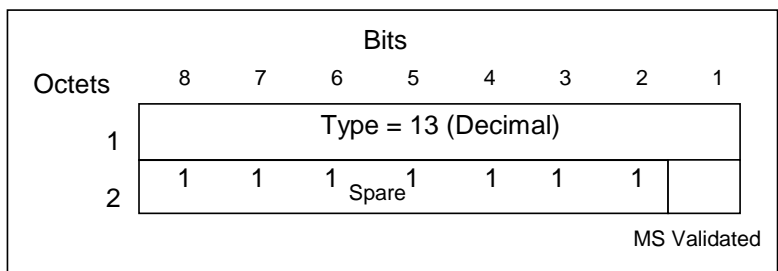 Bits
Octets 8 7 6 5 4 3 2 1
1 Type = 13 (Decimal)
2 1 1 1 1 1 1 1
Spare
MS Validated